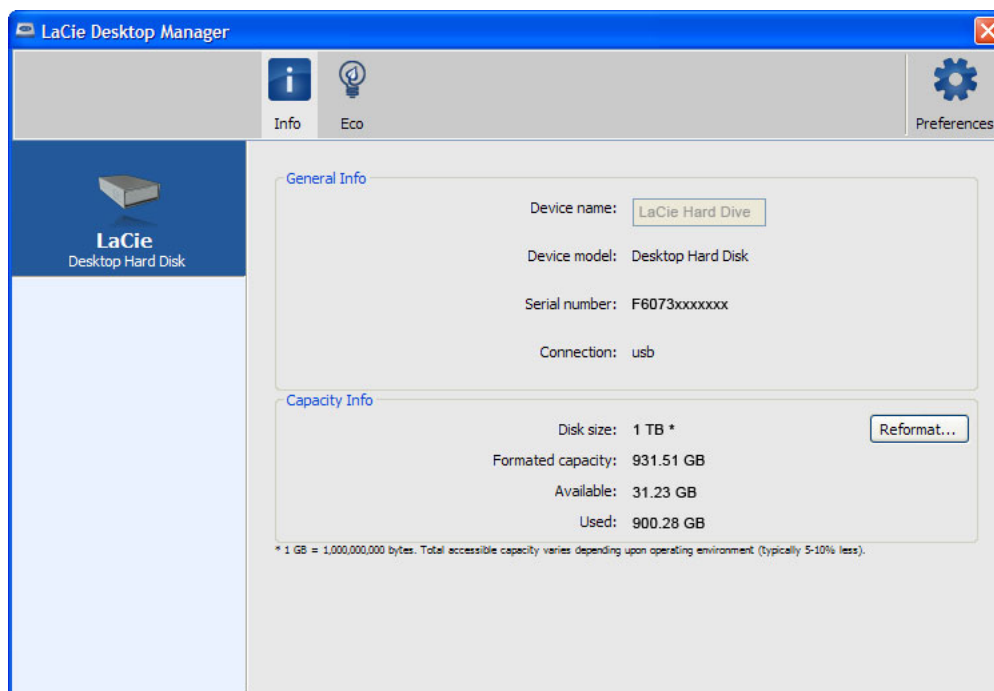 LaCie Desktop Manager
Info
Eco
Preferences
LaCie
Desktop Hard Disk
General Info
Device name: LaCie Hard Dive
Device model: Desktop Hard Disk
Serial number: F6073xxxxxxx
Connection: usb
Capacity Info
Disk size: 1 TB *
Reformat...
Formated capacity: 931.51 GB
Available: 31.23 GB
Used: 900.28 GB
* 1 GB = 1,000,000,000 bytes. Total accessible capacity varies depending upon operating environment (typically 5-10% less).